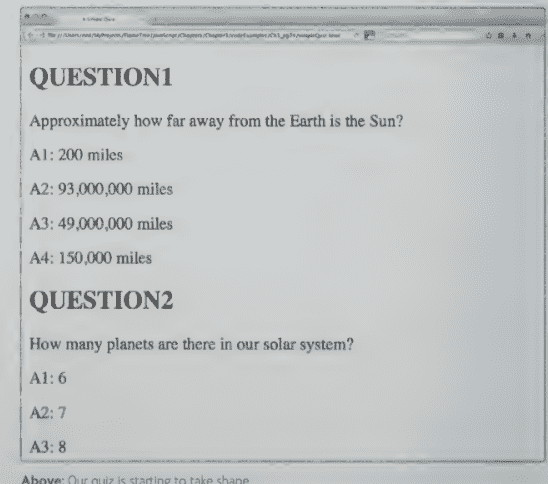 QUESTION1
Approximately how far away from the Earth is the Sun?
A1: 200 miles
A2: 93,000,000 miles
A3: 49,000,000 miles
A4: 150,000 miles
QUESTION2
How many planets are there in our solar system?
A1: 6
A2: 7
A3: 8
Above: Our quiz is starting to take shape